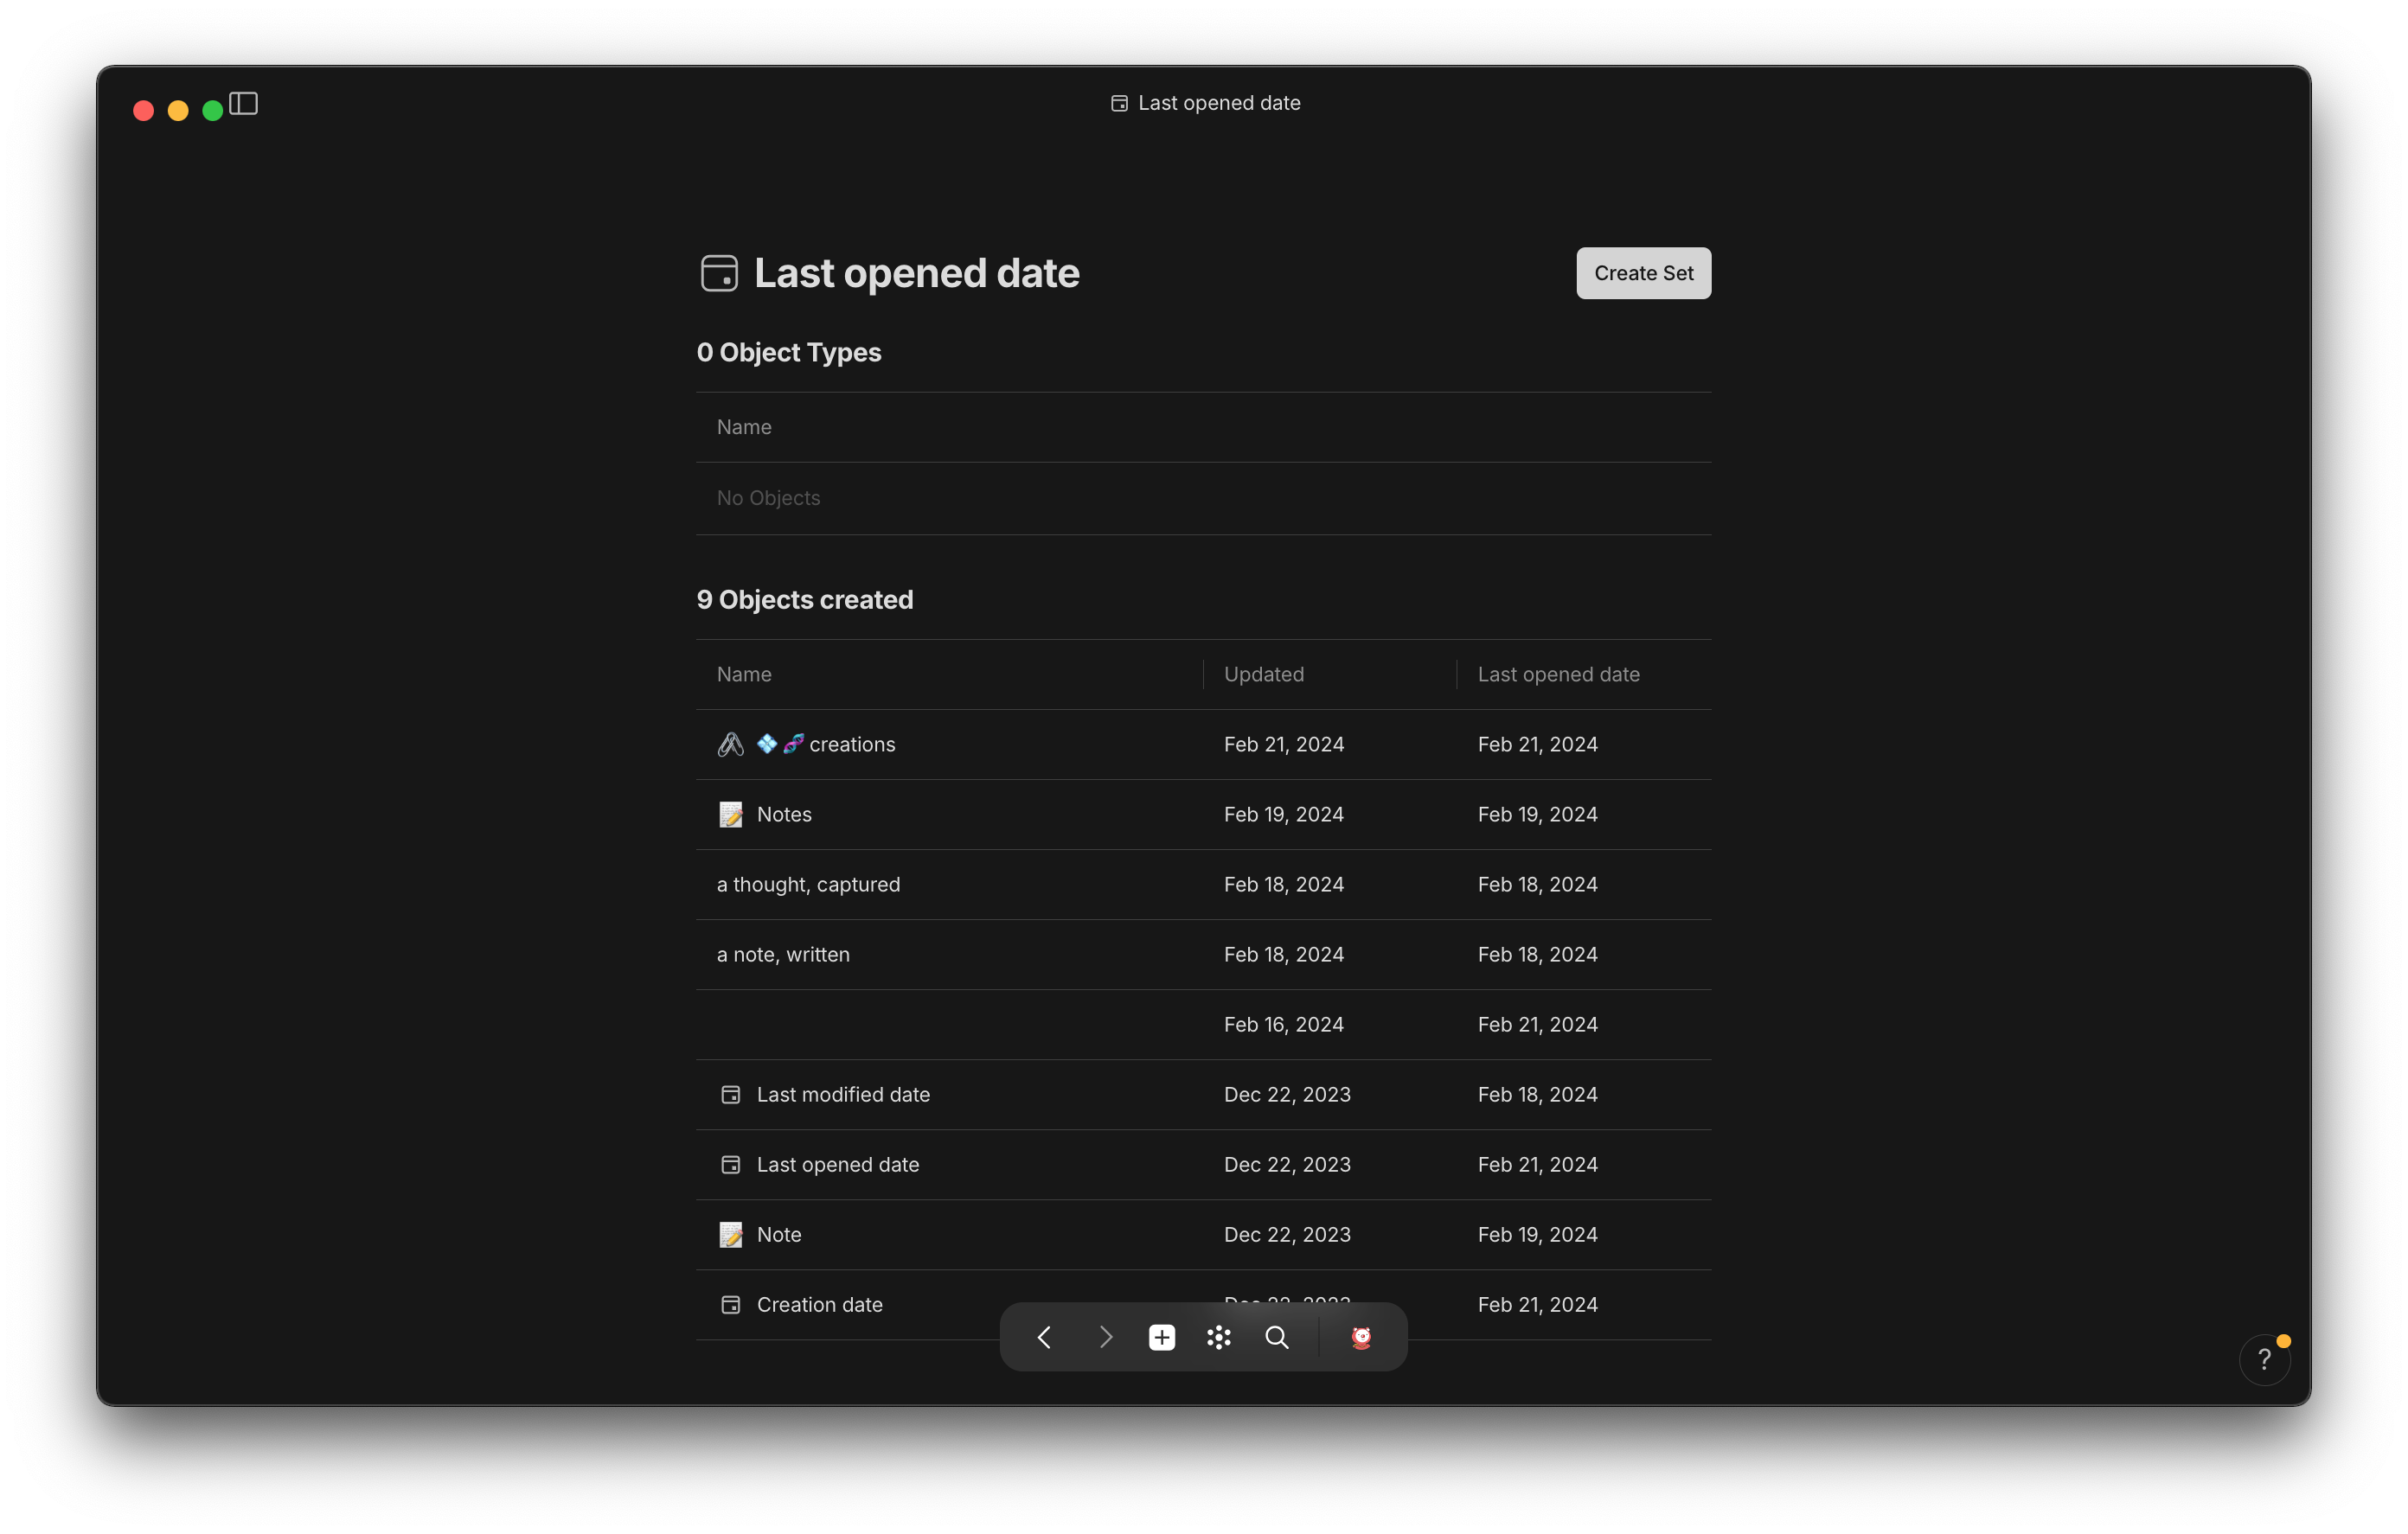 Last opened date
Last opened date
Create Set
0 Object Types
Name
No Objects
9 Objects created
Name Updated Last opened date
creations Feb 21, 2024 Feb 21, 2024
Notes Feb 19, 2024 Feb 19, 2024
a thought, captured Feb 18, 2024 Feb 18, 2024
a note, written Feb 18, 2024 Feb 18, 2024
Feb 16, 2024 Feb 21, 2024
Last modified date Dec 22, 2023 Feb 18, 2024
Last opened date Dec 22, 2023 Feb 21, 2024
Note Dec 22, 2023 Feb 19, 2024
Creation date Dec 22, 2023 Feb 21, 2024
?